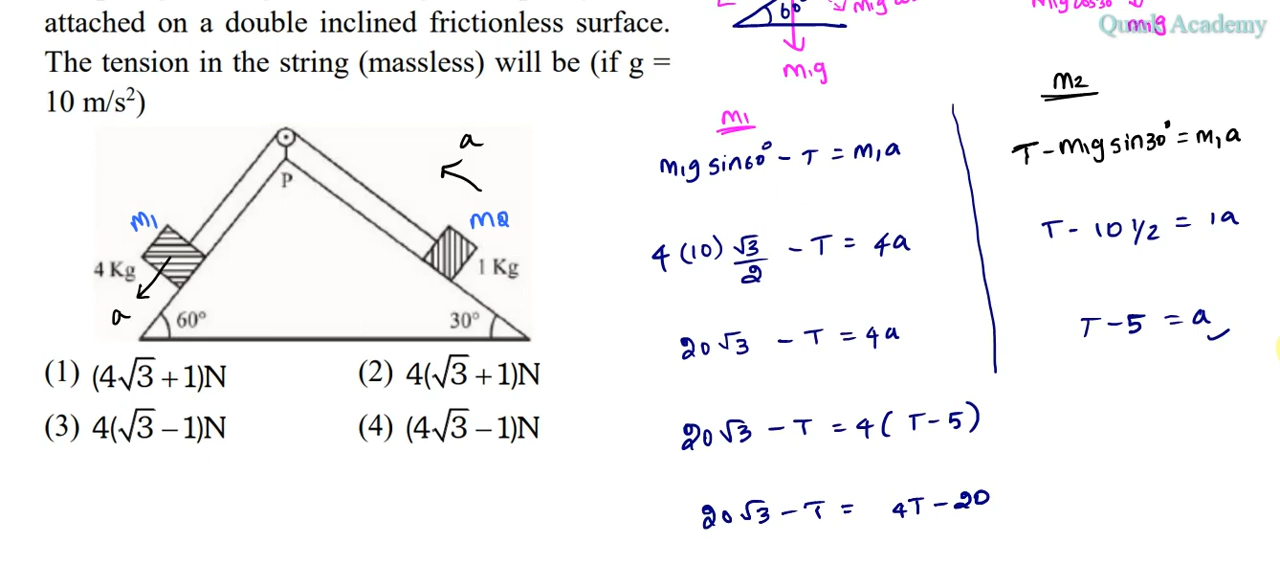 attached on a double inclined frictionless surface.
The tension in the string (massless) will be (if g =
10 m/s²)
P
M1
M2
a
4 Kg
1 Kg
a
60°
30°
(1) (4√3+1)N
(2) 4(√3+1)N
(3) 4(√3−1)N
(4) (4√3−1)N
60°
m1g
m1g
Academy
M1
m1g sin60° − T = m1a
4(10) √3/2 − T = 4a
20√3 − T = 4a
20√3 − T = 4(T−5)
20√3 − T = 4T−20
M2
T−m1g sin30° = m1a
T − 10 1/2 = 1a
T−5 = a